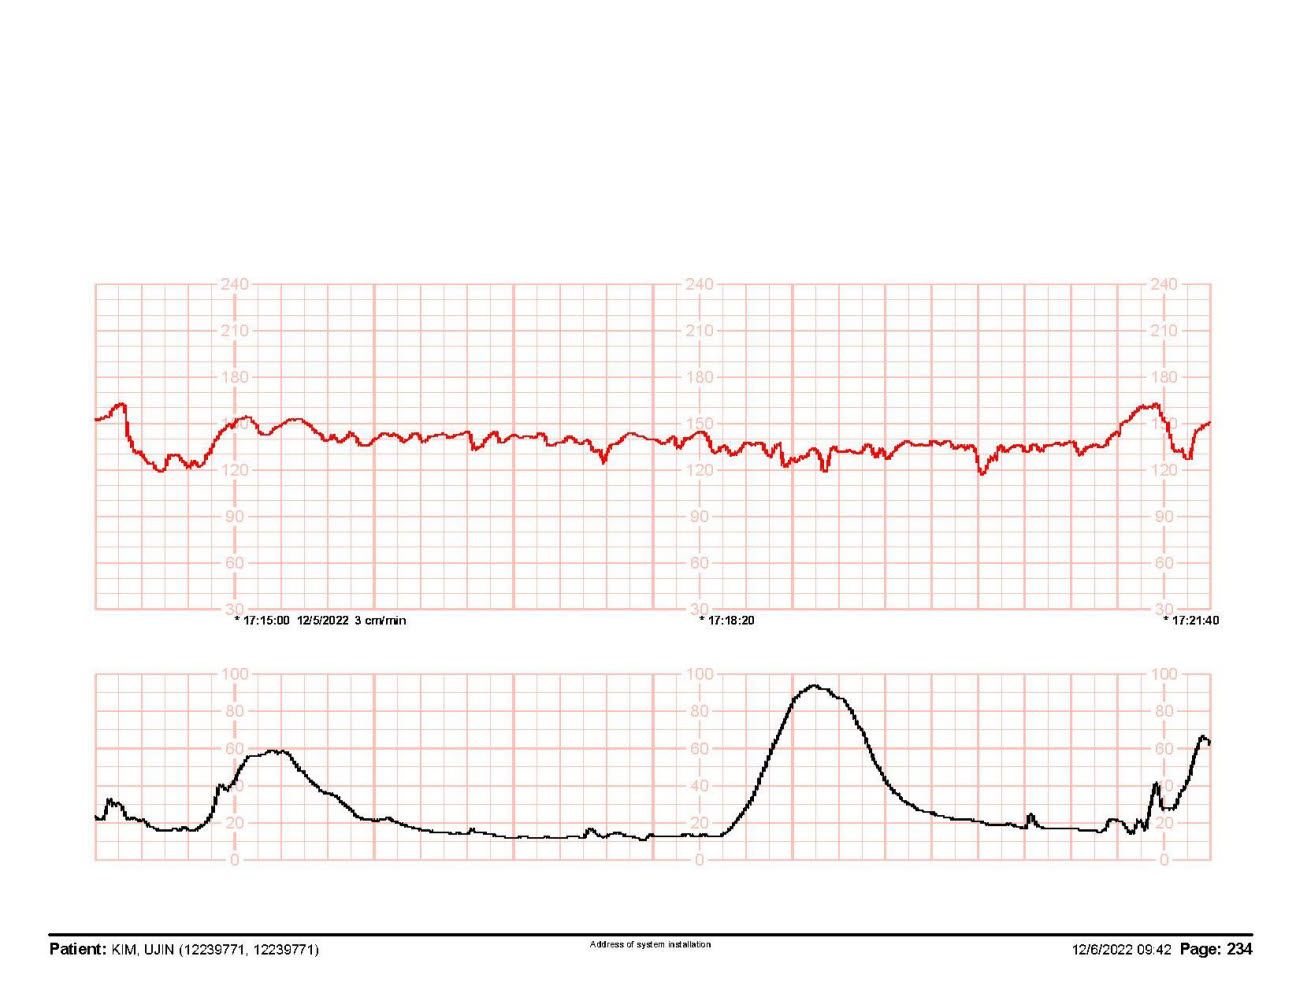 240 240 240
210 210 210
180 180 180
150 150 150
120 120 120
90 90 90
60 60 60
30 30 30
* 17:15:00 12/5/2022 3 cm/min * 17:18:20 * 17:21:40
100 100 100
80 80 80
60 60 60
40 40 40
20 20 20
0 0 0
Patient: KIM, UJIN (12239771, 12239771) Address of system installation 12/6/2022 09:42 Page: 234